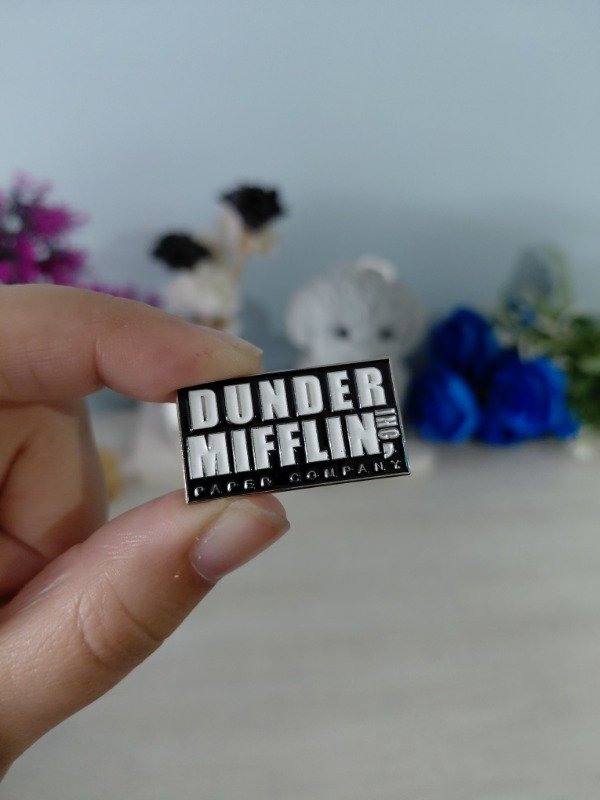 DUNDER
MIFFLIN INC,
PAPER COMPANY